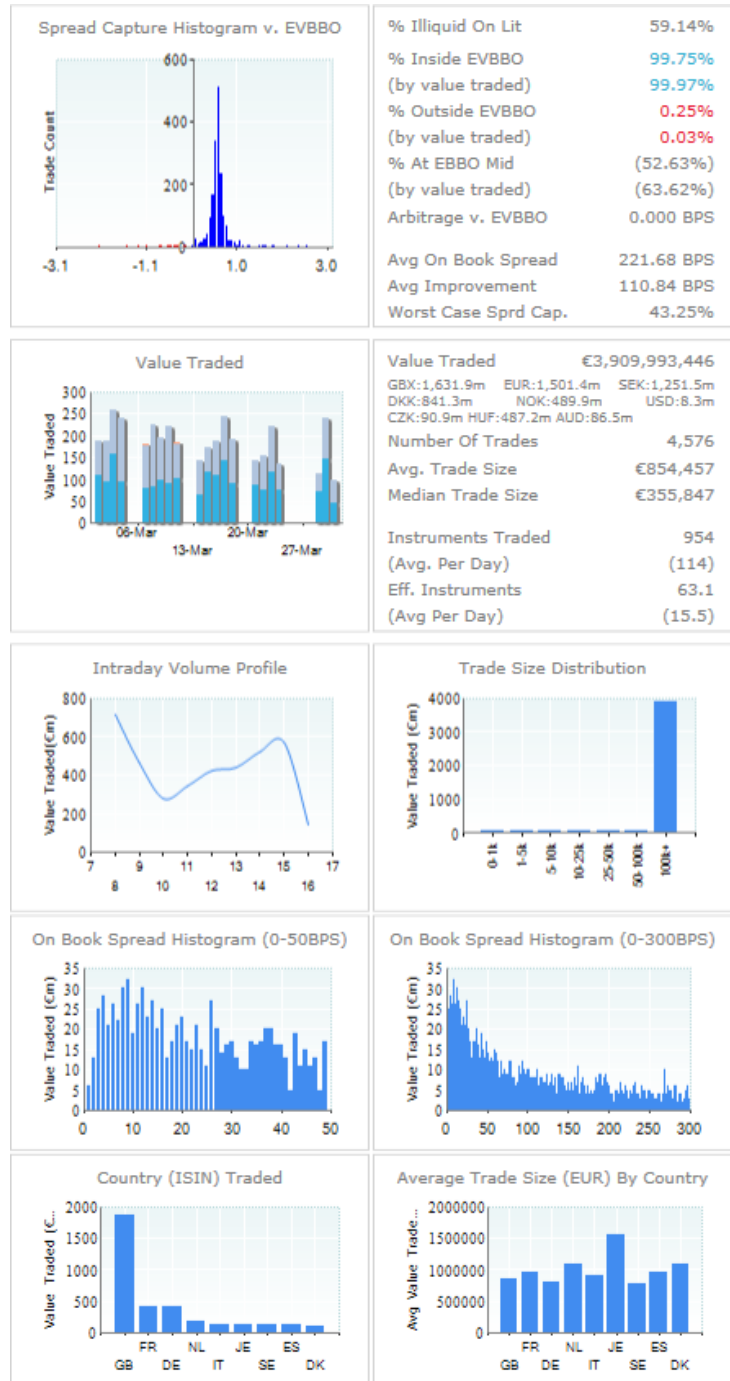 Spread Capture Histogram v. EVBBO
Trade Count
600
400
200
0
-3.1 -1.1 1.0 3.0
% Illiquid On Lit 59.14%
% Inside EVBBO 99.75%
(by value traded) 99.97%
% Outside EVBBO 0.25%
(by value traded) 0.03%
% At EBBO Mid (52.63%)
(by value traded) (63.62%)
Arbitrage v. EVBBO 0.000 BPS
Avg On Book Spread 221.68 BPS
Avg Improvement 110.84 BPS
Worst Case Sprd Cap. 43.25%
Value Traded
Value Traded
300
250
200
150
100
50
0
06-Mar 20-Mar
13-Mar 27-Mar
Value Traded €3,909,993,446
GBX:1,631.9m EUR:1,501.4m SEK:1,251.5m
DKK:841.3m NOK:489.9m USD:8.3m
CZK:90.9m HUF:487.2m AUD:86.5m
Number Of Trades 4,576
Avg. Trade Size €854,457
Median Trade Size €355,847
Instruments Traded 954
(Avg. Per Day) (114)
Eff. Instruments 63.1
(Avg Per Day) (15.5)
Intraday Volume Profile
Value Traded(€m)
800
600
400
200
0
7 9 11 13 15 17
8 10 12 14 16
Trade Size Distribution
Value Traded (€m)
4000
3000
2000
1000
0
0-1k 1-5k 5-10k 10-25k 25-50k 50-100k 100k+
On Book Spread Histogram (0-50BPS)
Value Traded (€m)
35
30
25
20
15
10
5
0
0 10 20 30 40 50
On Book Spread Histogram (0-300BPS)
Value Traded (€m)
35
30
25
20
15
10
5
0
0 50 100 150 200 250 300
Country (ISIN) Traded
Value Traded (€...
2000
1500
1000
500
0
FR NL JE ES
GB DE IT SE DK
Average Trade Size (EUR) By Country
Avg Value Trade...
2000000
1500000
1000000
500000
0
FR NL JE ES
GB DE IT SE DK